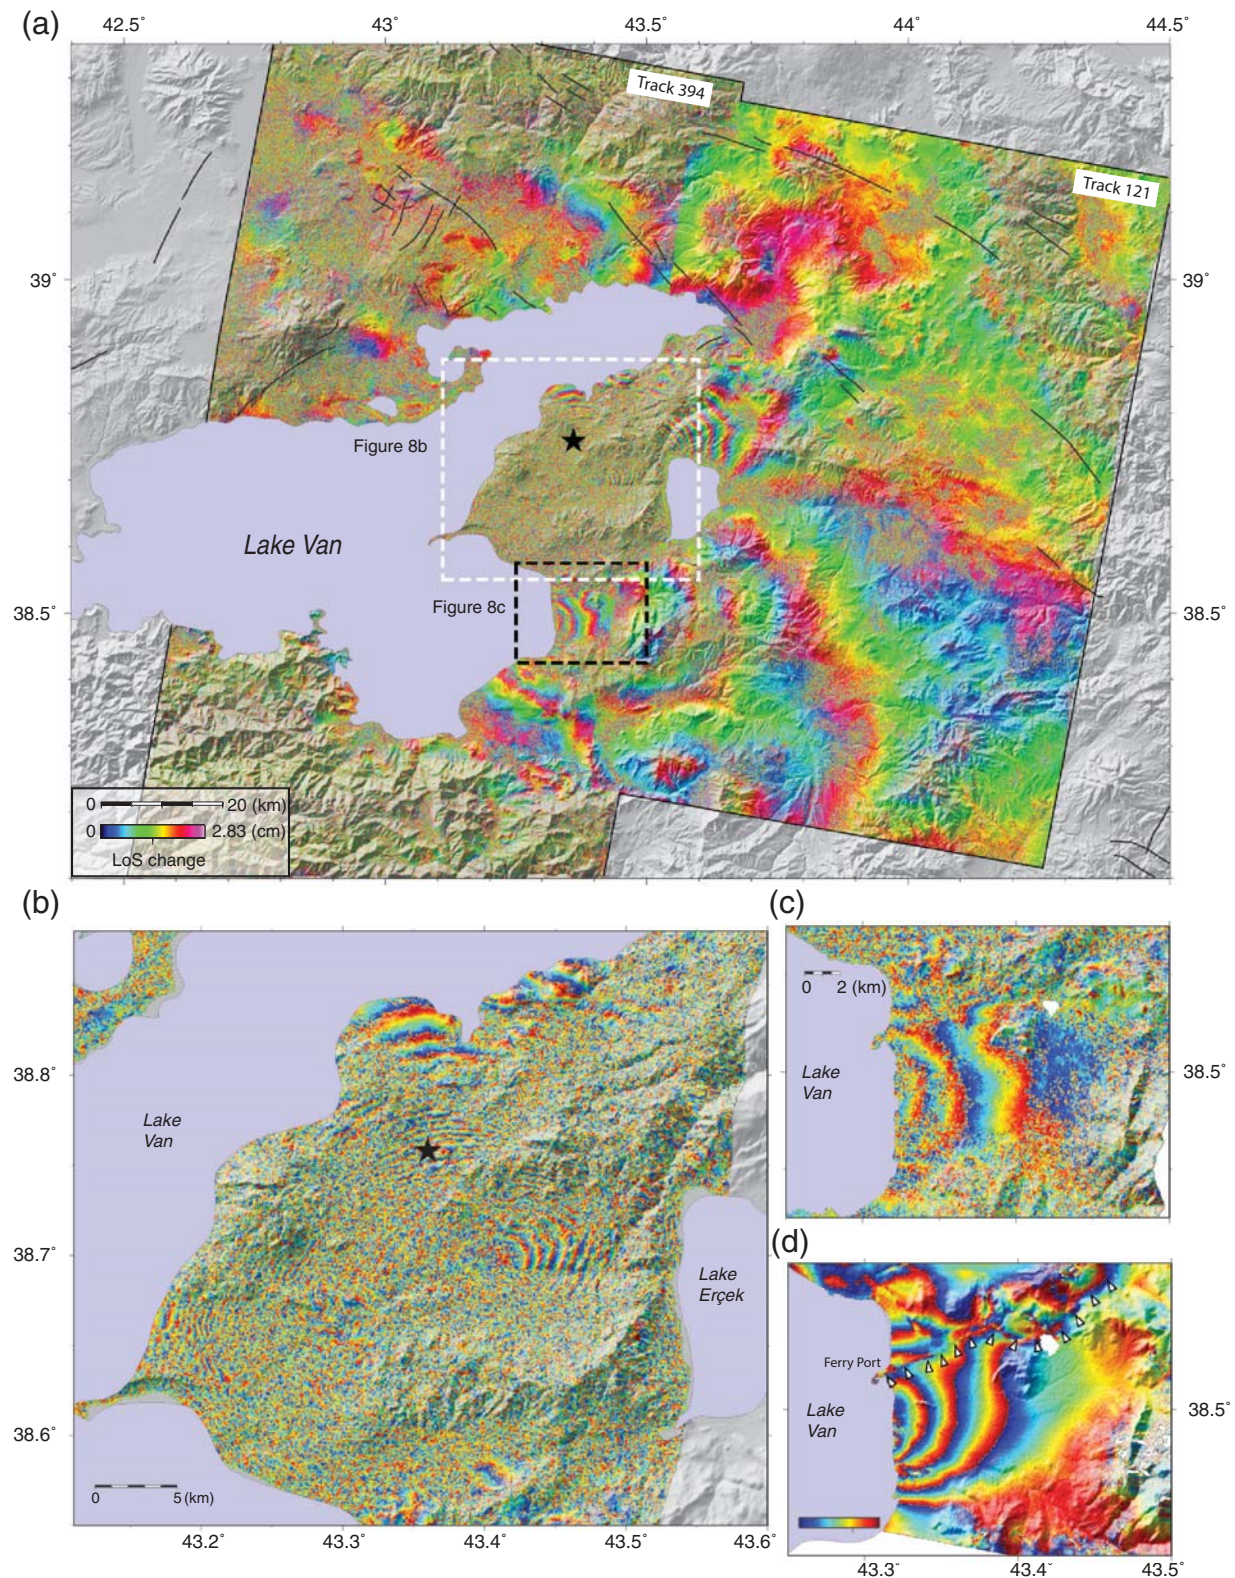 (a)
42.5°
43°
43.5°
44°
44.5°
Track 394
Track 121
39°
39°
Figure 8b
Lake Van
Figure 8c
38.5°
38.5°
0 20 (km)
0 2.83 (cm)
LoS change
(b)
38.8°
38.7°
38.6°
Lake
Van
Lake
Erçek
0 5 (km)
43.2°
43.3°
43.4°
43.5°
43.6°
(c)
0 2 (km)
Lake
Van
38.5°
(d)
Ferry Port
Lake
Van
38.5°
43.3˘
43.4˘
43.5˘